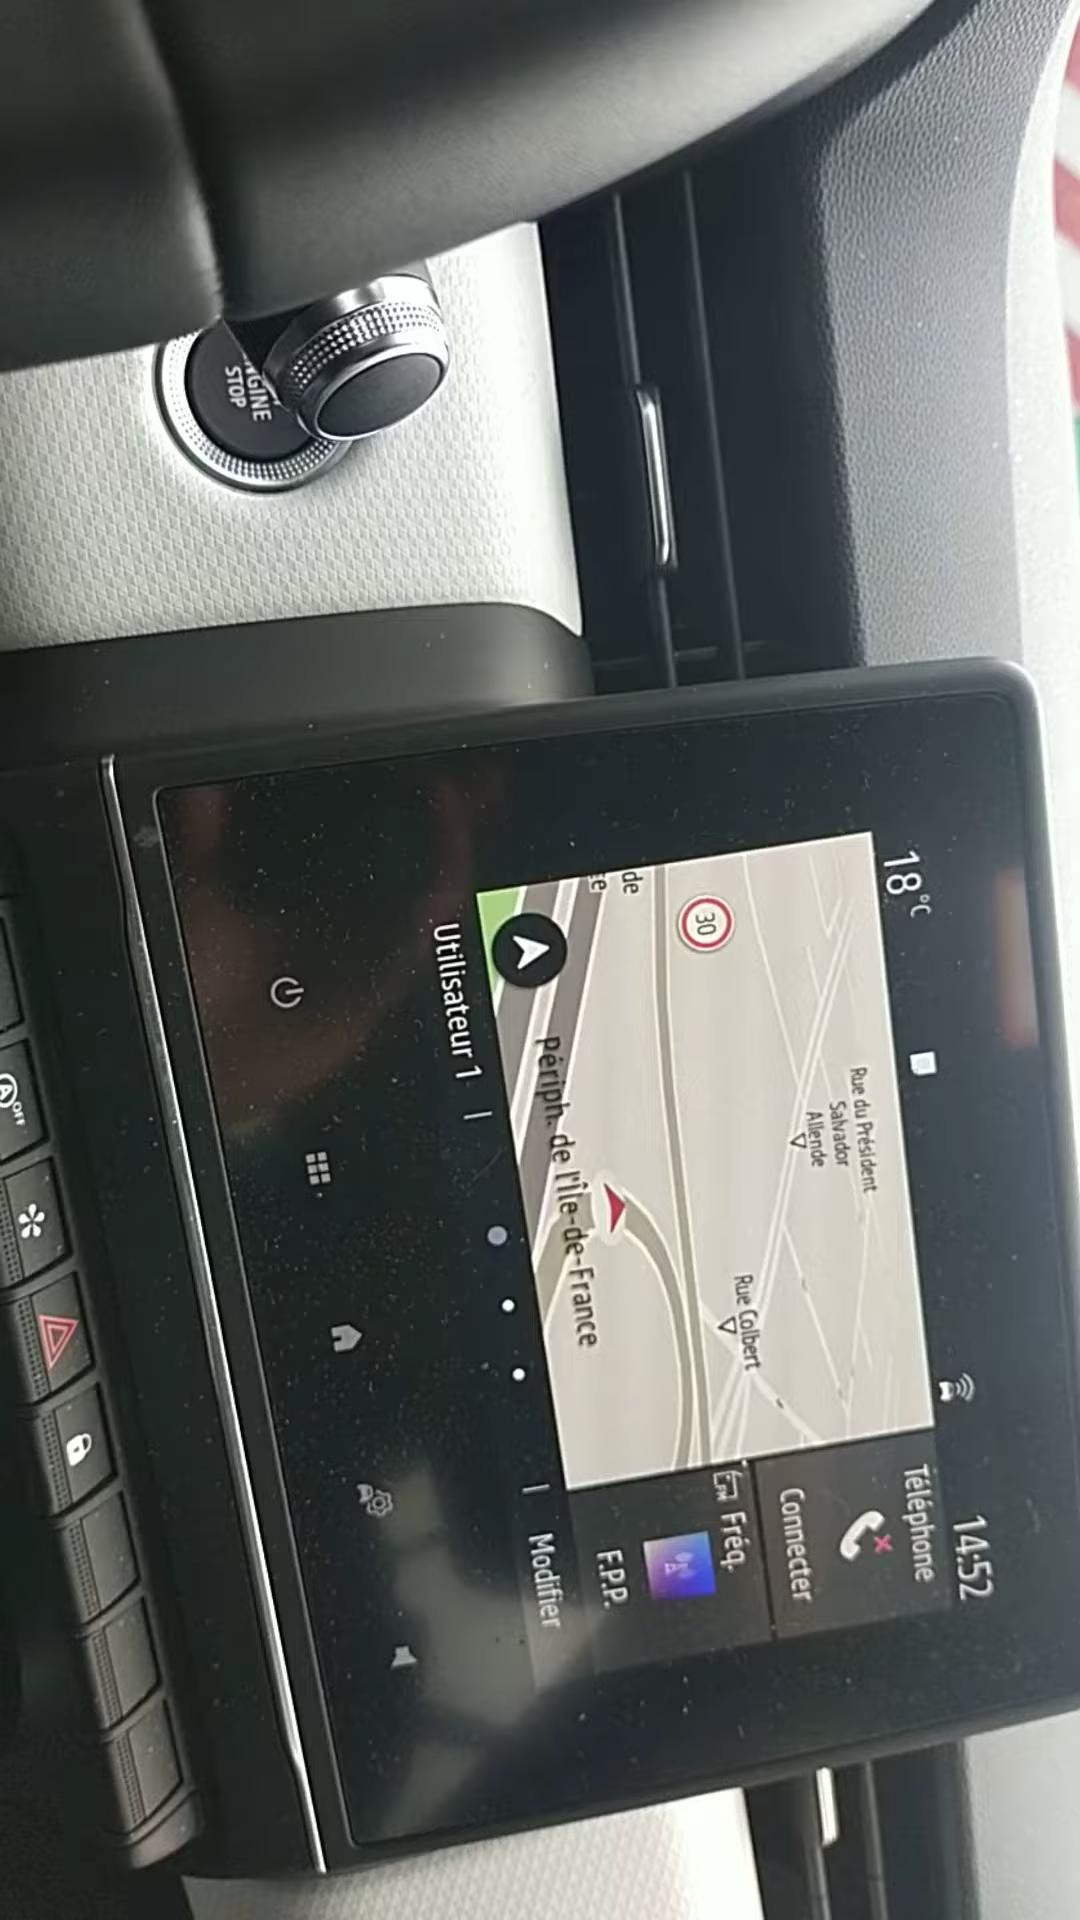 18°C
14:52
30
de
Rue du Président
Salvador
Allende
Rue Colbert
Périph. de l'Île-de-France
Téléphone
Connecter
Fréq.
F.P.P.
Utilisateur 1
Modifier
STOP
A OFF